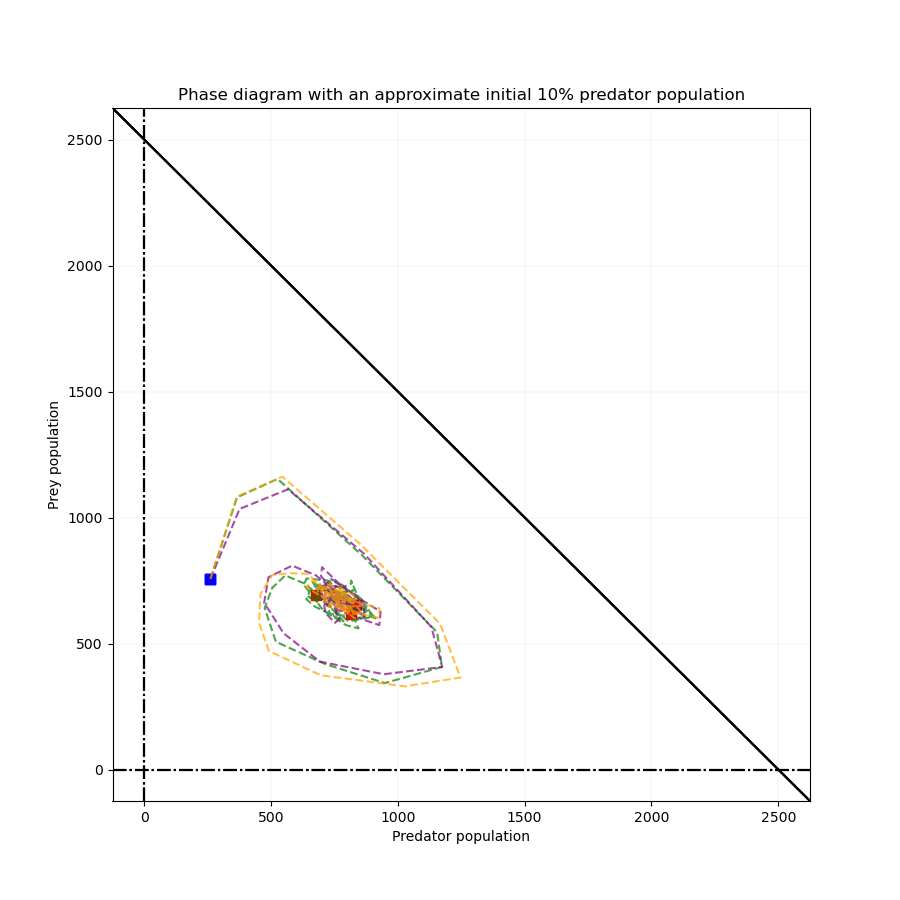 Phase diagram with an approximate initial 10% predator population
2500
2000
1500
1000
500
0
Prey population
0 500 1000 1500 2000 2500
Predator population